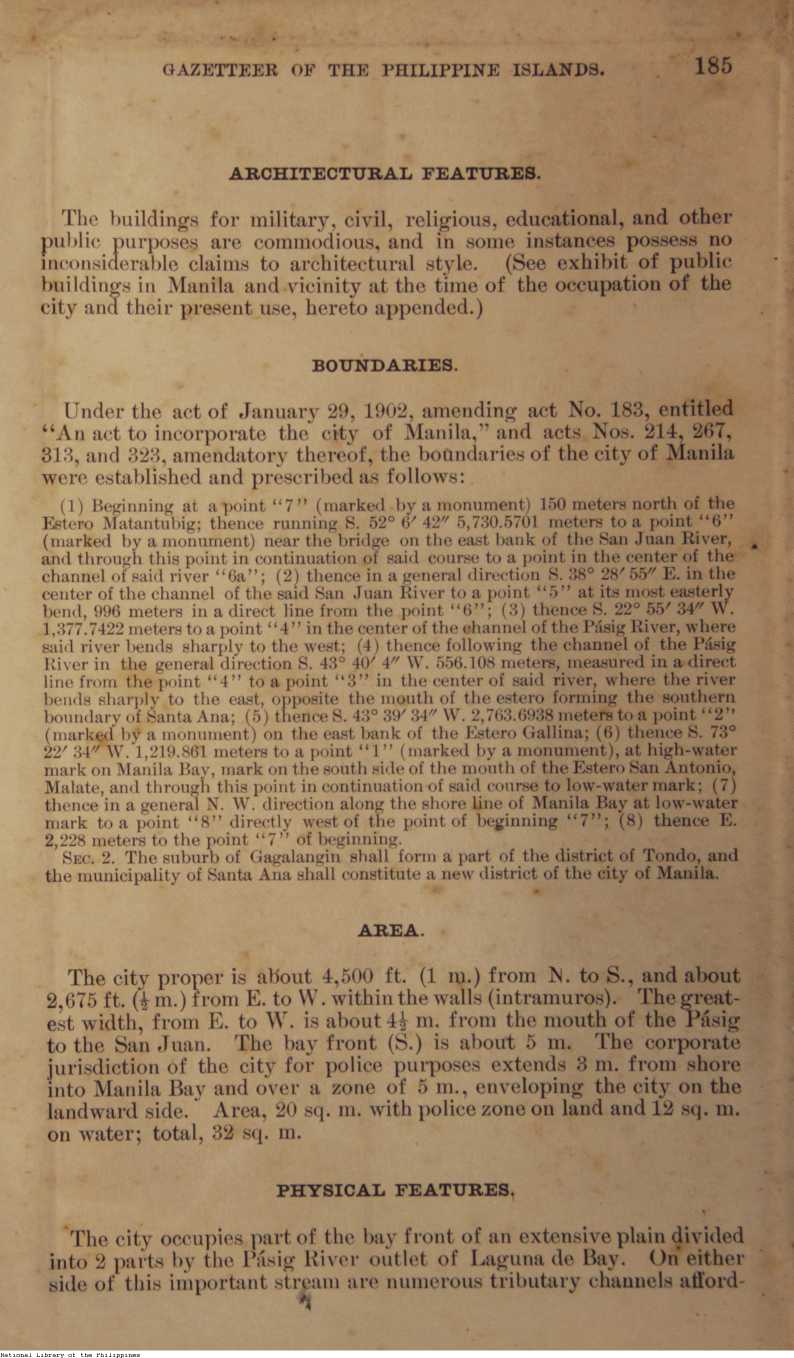 GAZETTEER OF THE PHILIPPINE ISLANDS. 185
ARCHITECTURAL FEATURES.
The buildings for military, civil, religious, educational, and other
public purposes are commodious, and in some instances possess no
inconsiderable claims to architectural style. (See exhibit of public
buildings in Manila and vicinity at the time of the occupation of the
city and their present use, hereto appended.)
BOUNDARIES.
Under the act of January 29, 1902, amending act No. 183, entitled
“An act to incorporate the city of Manila,” and acts Nos. 214, 267,
313, and 323, amendatory thereof, the boundaries of the city of Manila
were established and prescribed as follows:
(1) Beginning at a point “7” (marked by a monument) 150 meters north of the
Estero Matantubig; thence running S. 52° 6′ 42″ 5,730.5701 meters to a point “6”
(marked by a monument) near the bridge on the east bank of the San Juan River,
and through this point in continuation of said course to a point in the center of the
channel of said river “6a”; (2) thence in a general direction S. 38° 28′ 55″ E. in the
center of the channel of the said San Juan River to a point “5” at its most easterly
bend, 996 meters in a direct line from the point “6”; (3) thence S. 22° 55′ 34″ W.
1,377.7422 meters to a point “4” in the center of the channel of the Pásig River, where
said river bends sharply to the west; (4) thence following the channel of the Pásig
River in the general direction S. 43° 40′ 4″ W. 556.108 meters, measured in a direct
line from the point “4” to a point “3” in the center of said river, where the river
bends sharply to the east, opposite the mouth of the estero forming the southern
boundary of Santa Ana; (5) thence S. 43° 39′ 34″ W. 2,763.6938 meters to a point “2”
(marked by a monument) on the east bank of the Estero Gallina; (6) thence S. 73°
22′ 34″ W. 1,219.861 meters to a point “1” (marked by a monument), at high-water
mark on Manila Bay, mark on the south side of the mouth of the Estero San Antonio,
Malate, and through this point in continuation of said course to low-water mark; (7)
thence in a general N. W. direction along the shore line of Manila Bay at low-water
mark to a point “8” directly west of the point of beginning “7”; (8) thence E.
2,228 meters to the point “7” of beginning.
SEC. 2. The suburb of Gagalangin shall form a part of the district of Tondo, and
the municipality of Santa Ana shall constitute a new district of the city of Manila.
AREA.
The city proper is about 4,500 ft. (1 m.) from N. to S., and about
2,675 ft. (½ m.) from E. to W. within the walls (intramuros). The great-
est width, from E. to W. is about 4½ m. from the mouth of the Pásig
to the San Juan. The bay front (S.) is about 5 m. The corporate
jurisdiction of the city for police purposes extends 3 m. from shore
into Manila Bay and over a zone of 5 m., enveloping the city on the
landward side. Area, 20 sq. m. with police zone on land and 12 sq. m.
on water; total, 32 sq. m.
PHYSICAL FEATURES.
The city occupies part of the bay front of an extensive plain divided
into 2 parts by the Pásig River outlet of Laguna de Bay. On either
side of this important stream are numerous tributary channels afford-
National Library of the Philippines